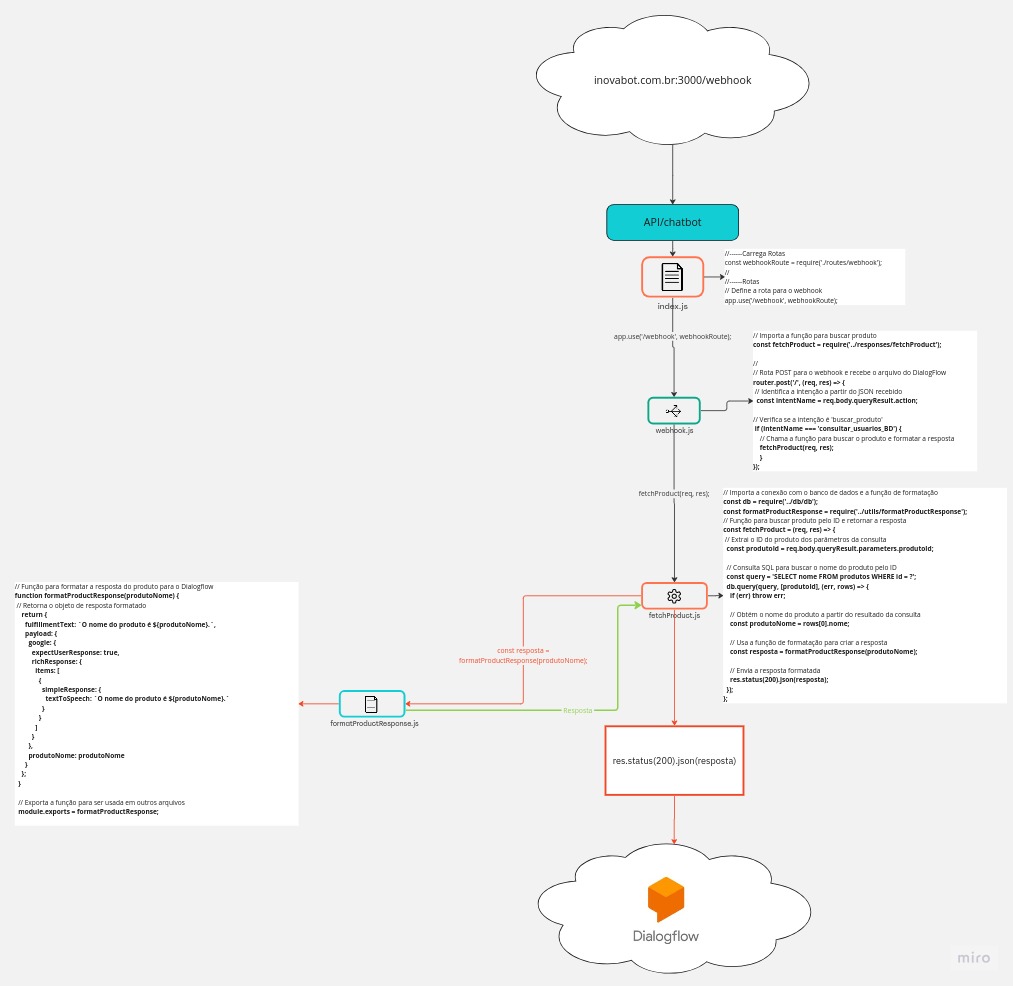 inovabot.com.br:3000/webhook
API/chatbot
index.js
//------Carrega Rotas
const webhookRoute = require('./routes/webhook');
//
//------Rotas
// Define a rota para o webhook
app.use('/webhook', webhookRoute);
app.use('/webhook', webhookRoute);
webhook.js
// Importa a função para buscar produto
const fetchProduct = require('../responses/fetchProduct');
//
// Rota POST para o webhook e recebe o arquivo do DialogFlow
router.post('/', (req, res) => {
// Identifica a intenção a partir do JSON recebido
const intentName = req.body.queryResult.action;
// Verifica se a intenção é 'buscar_produto'
if (intentName === 'consultar_usuarios_BD') {
// Chama a função para buscar o produto e formatar a resposta
fetchProduct(req, res);
}
});
fetchProduct(req, res);
fetchProduct.js
// Importa a conexão com o banco de dados e a função de formatação
const db = require('../db/db');
const formatProductResponse = require('../utils/formatProductResponse');
// Função para buscar produto pelo ID e retornar a resposta
const fetchProduct = (req, res) => {
// Extrai o ID do produto dos parâmetros da consulta
const produtoId = req.body.queryResult.parameters.produtoId;
// Consulta SQL para buscar o nome do produto pelo ID
const query = 'SELECT nome FROM produtos WHERE id = ?';
db.query(query, [produtoId], (err, rows) => {
if (err) throw err;
// Obtém o nome do produto a partir do resultado da consulta
const produtoNome = rows[0].nome;
// Usa a função de formatação para criar a resposta
const resposta = formatProductResponse(produtoNome);
// Envia a resposta formatada
res.status(200).json(resposta);
});
};
const resposta =
formatProductResponse(produtoNome);
Resposta
formatProductResponse.js
// Função para formatar a resposta do produto para o Dialogflow
function formatProductResponse(produtoNome) {
// Retorna o objeto de resposta formatado
return {
fulfillmentText: `O nome do produto é ${produtoNome}.`,
payload: {
google: {
expectUserResponse: true,
richResponse: {
items: [
{
simpleResponse: {
textToSpeech: `O nome do produto é ${produtoNome}.`
}
}
]
}
},
produtoNome: produtoNome
}
};
}
// Exporta a função para ser usada em outros arquivos
module.exports = formatProductResponse;
res.status(200).json(resposta)
Dialogflow
miro